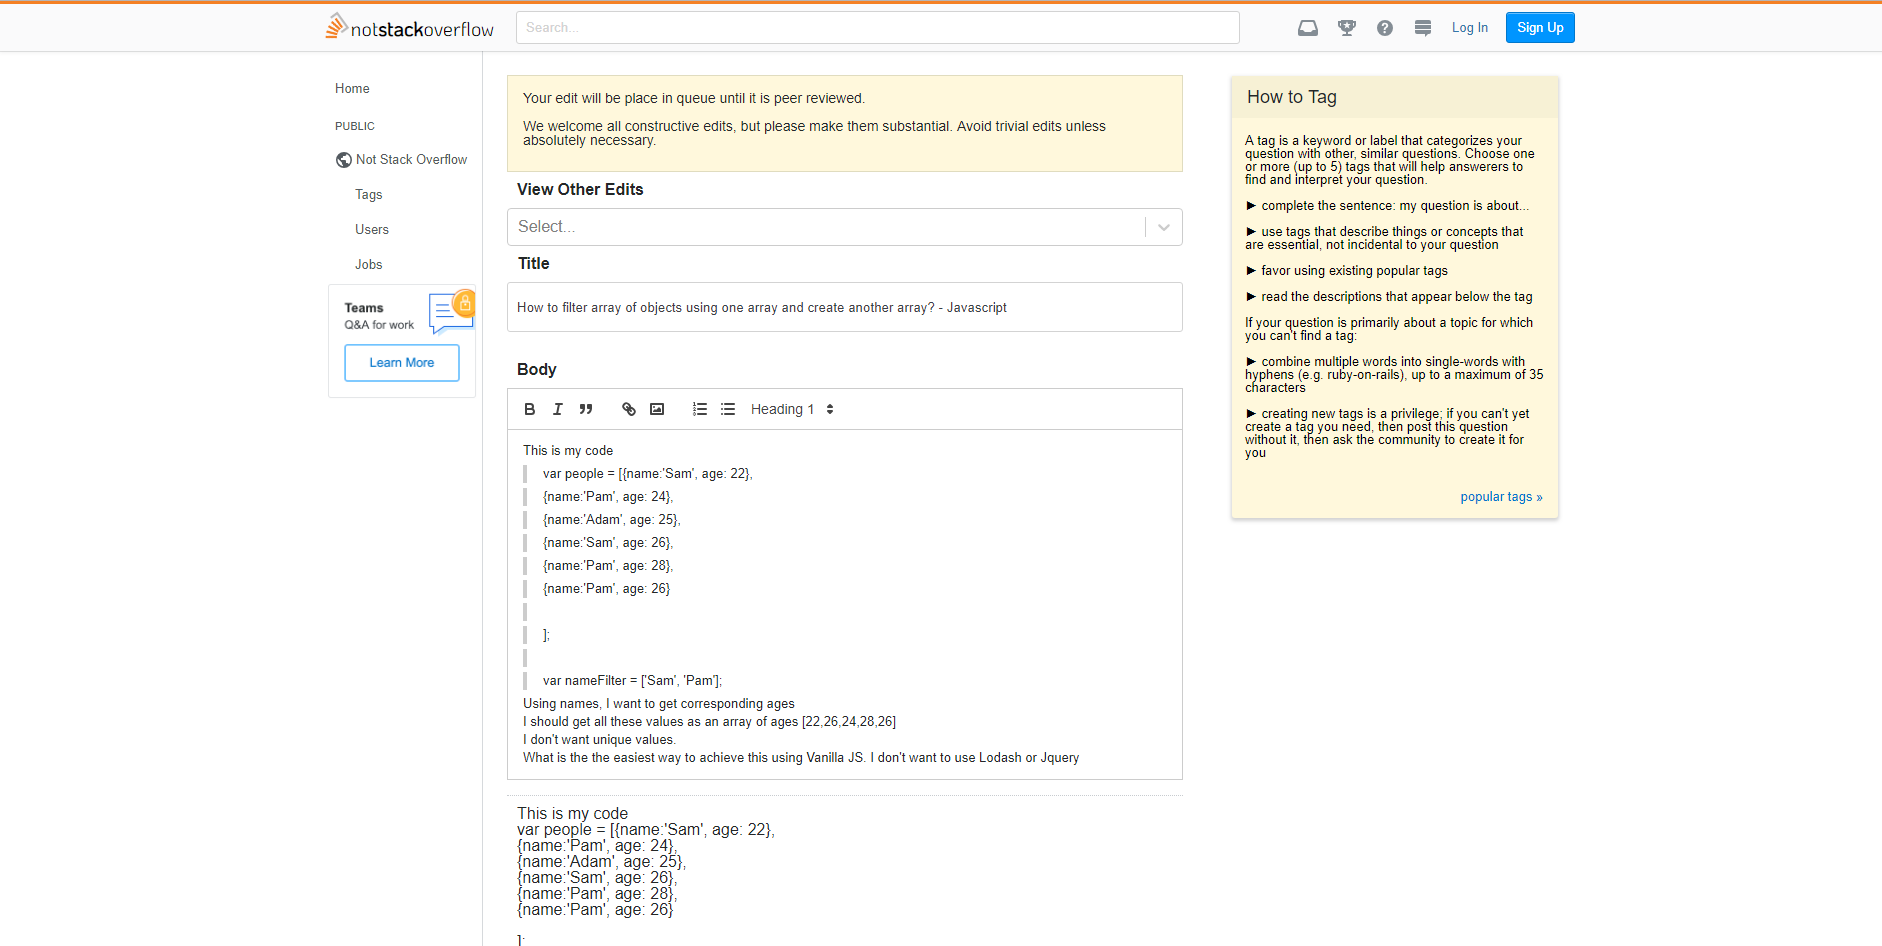 notstackoverflow
Search...
Log In
Sign Up
Home
PUBLIC
Not Stack Overflow
Tags
Users
Jobs
Teams
Q&A for work
Learn More
Your edit will be place in queue until it is peer reviewed.
We welcome all constructive edits, but please make them substantial. Avoid trivial edits unless
absolutely necessary.
View Other Edits
Select...
Title
How to filter array of objects using one array and create another array? - Javascript
Body
Heading 1
This is my code
var people = [{name:'Sam', age: 22},
{name:'Pam', age: 24},
{name:'Adam', age: 25},
{name:'Sam', age: 26},
{name:'Pam', age: 28},
{name:'Pam', age: 26}
];
var nameFilter = ['Sam', 'Pam'];
Using names, I want to get corresponding ages
I should get all these values as an array of ages [22,26,24,28,26]
I don't want unique values.
What is the the easiest way to achieve this using Vanilla JS. I don't want to use Lodash or Jquery
This is my code
var people = [{name:'Sam', age: 22},
{name:'Pam', age: 24},
{name:'Adam', age: 25},
{name:'Sam', age: 26},
{name:'Pam', age: 28},
{name:'Pam', age: 26}
];
How to Tag
A tag is a keyword or label that categorizes your
question with other, similar questions. Choose one
or more (up to 5) tags that will help answerers to
find and interpret your question.
► complete the sentence: my question is about...
► use tags that describe things or concepts that
are essential, not incidental to your question
► favor using existing popular tags
► read the descriptions that appear below the tag
If your question is primarily about a topic for which
you can't find a tag:
► combine multiple words into single-words with
hyphens (e.g. ruby-on-rails), up to a maximum of 35
characters
► creating new tags is a privilege; if you can't yet
create a tag you need, then post this question
without it, then ask the community to create it for
you
popular tags »